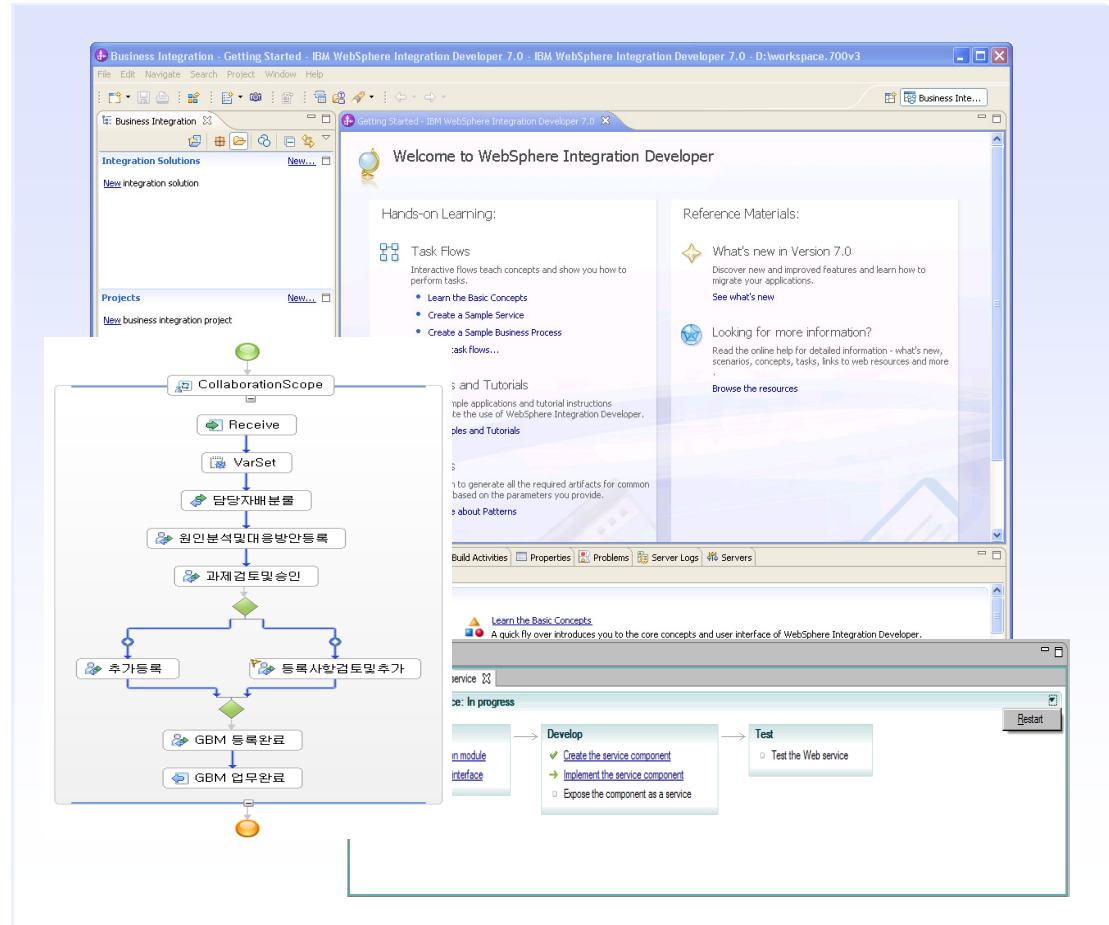 Business Integration - Getting Started - IBM WebSphere Integration Developer 7.0 - IBM WebSphere Integration Developer 7.0 - D:\workspace.700v3
File Edit Navigate Search Project Window Help
Business Inte...
Business Integration
Getting Started - IBM WebSphere Integration Developer 7.0
Integration Solutions New...
New integration solution
Projects New...
New business integration project
Welcome to WebSphere Integration Developer
Hands-on Learning:
Task Flows
Interactive flows teach concepts and show you how to
perform tasks.
Learn the Basic Concepts
Create a Sample Service
Create a Sample Business Process
task flows...
s and Tutorials
mple applications and tutorial instructions
te the use of WebSphere Integration Developer.
ples and Tutorials
s
n to generate all the required artifacts for common
based on the parameters you provide.
e about Patterns
Reference Materials:
What's new in Version 7.0
Discover new and improved features and learn how to
migrate your applications.
See what's new
Looking for more information?
Read the online help for detailed information - what's new,
scenarios, concepts, tasks, links to web resources and more
.
Browse the resources
Build Activities Properties Problems Server Logs Servers
Learn the Basic Concepts
A quick fly over introduces you to the core concepts and user interface of WebSphere Integration Developer.
CollaborationScope
Receive
VarSet
담당자배분룰
원인분석및대응방안등록
과제검토및승인
추가등록
등록사항검토및추가
GBM 등록완료
GBM 업무완료
ervice
ce: In progress
Restart
n module
interface
Develop
Create the service component
Implement the service component
Expose the component as a service
Test
Test the Web service